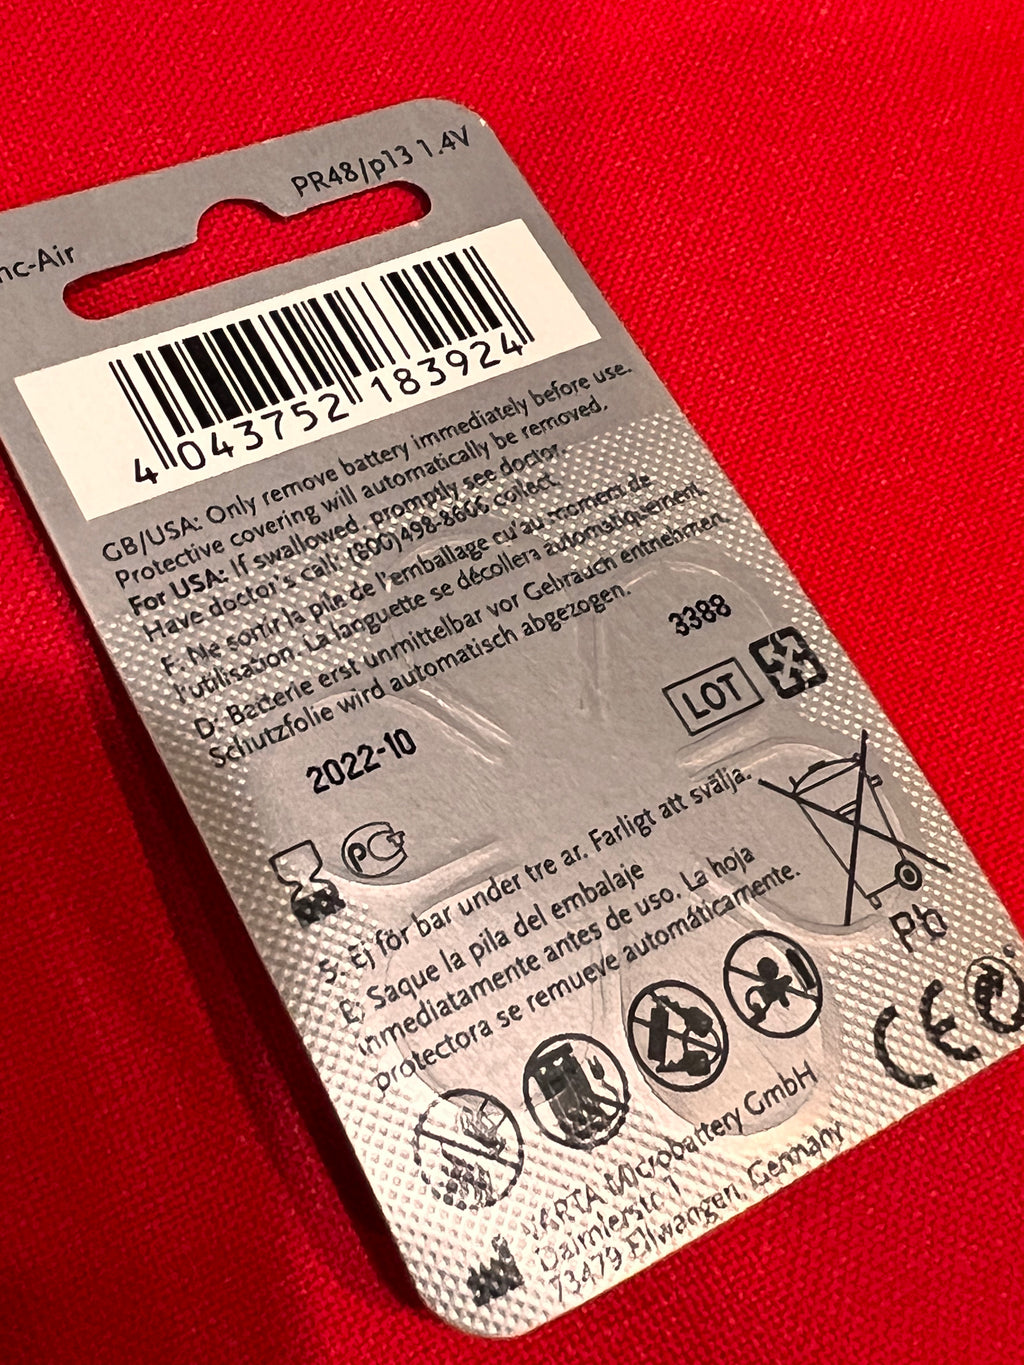 PR48/p13 1.4V
nc-Air
4 043752 183924
GB/USA: Only remove battery immediately before use.
Protective covering will automatically be removed.
For USA: If swallowed, promptly see doctor.
Have doctor's call: (800)498-8666 collect.
F: Ne sortir la pile de l'emballage qu'au moment de
l'utilisation. La languette se décollera automatiquement.
D: Batterie erst unmittelbar vor Gebrauch entnehmen.
Schutzfolie wird automatisch abgezogen.
3388
LOT
2022-10
PC
S: Ej för bar under tre ar. Farligt att svälja.
E: Saque la pila del embalaje
inmediatamente antes de uso. La hoja
protectora se remueve automáticamente.
Pb
CE
VARTA Microbattery GmbH
Daimlerstr. 1
73479 Ellwangen, Germany